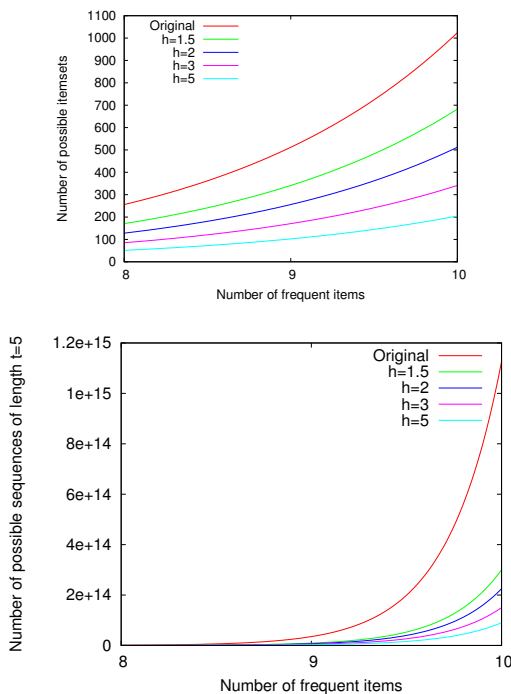 Number of possible itemsets
1100
1000
900
800
700
600
500
400
300
200
100
0
Original
h=1.5
h=2
h=3
h=5
8
9
10
Number of frequent items
Number of possible sequences of length t=5
1.2e+15
1e+15
8e+14
6e+14
4e+14
2e+14
0
Original
h=1.5
h=2
h=3
h=5
8
9
10
Number of frequent items